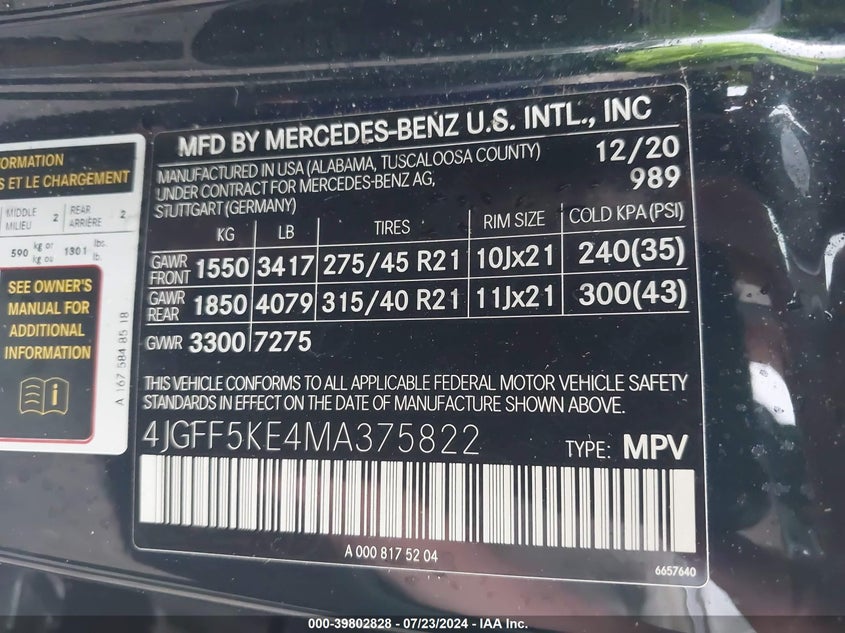 ORMATION
S ET LE CHARGEMENT
MIDDLE MILIEU 2 REAR ARRIÈRE 2
590 kg or kg ou 1301 lbs. lb.
SEE OWNER'S
MANUAL FOR
ADDITIONAL
INFORMATION
A 167 584 85 18
MFD BY MERCEDES-BENZ U.S. INTL., INC
MANUFACTURED IN USA (ALABAMA, TUSCALOOSA COUNTY) 12/20
UNDER CONTRACT FOR MERCEDES-BENZ AG, 989
STUTTGART (GERMANY)
KG LB TIRES RIM SIZE COLD KPA (PSI)
GAWR FRONT 1550 3417 275/45 R21 10Jx21 240(35)
GAWR REAR 1850 4079 315/40 R21 11Jx21 300(43)
GVWR 3300 7275
THIS VEHICLE CONFORMS TO ALL APPLICABLE FEDERAL MOTOR VEHICLE SAFETY
STANDARDS IN EFFECT ON THE DATE OF MANUFACTURE SHOWN ABOVE.
4JGFF5KE4MA375822 TYPE: MPV
A 000 817 52 04
6657640
000-39802828 - 07/23/2024 - IAA Inc.